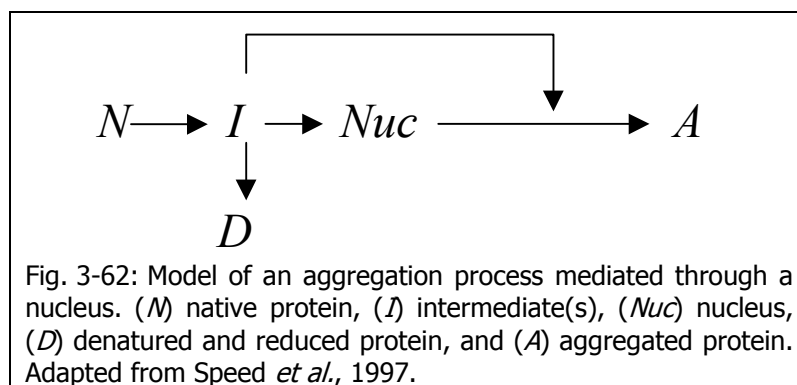 N I Nuc A
D
Fig. 3-62: Model of an aggregation process mediated through a
nucleus. (N) native protein, (I) intermediate(s), (Nuc) nucleus,
(D) denatured and reduced protein, and (A) aggregated protein.
Adapted from Speed et al., 1997.